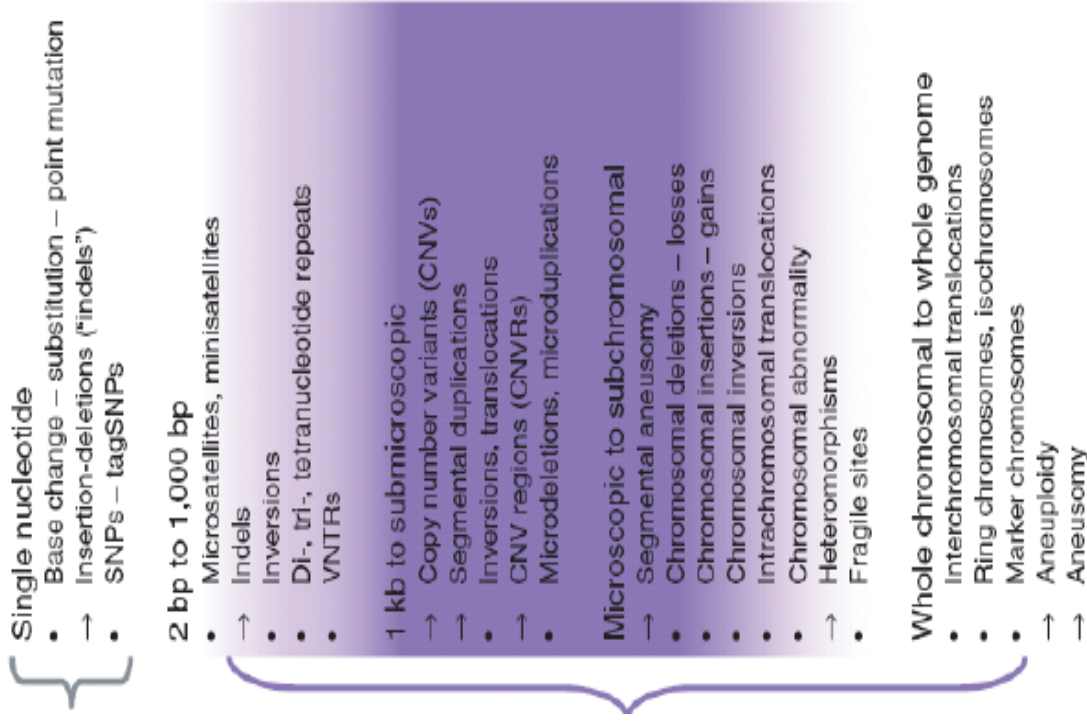 Single nucleotide
• Base change – substitution – point mutation
→ Insertion-deletions (“indels”)
• SNPs – tagSNPs
2 bp to 1,000 bp
• Microsatellites, minisatellites
→ Indels
• Inversions
• Di-, tri-, tetranucleotide repeats
• VNTRs
1 kb to submicroscopic
→ Copy number variants (CNVs)
→ Segmental duplications
• Inversions, translocations
→ CNV regions (CNVRs)
• Microdeletions, microduplications
Microscopic to subchromosomal
→ Segmental aneusomy
• Chromosomal deletions – losses
• Chromosomal insertions – gains
• Chromosomal inversions
• Intrachromosomal translocations
• Chromosomal abnormality
→ Heteromorphisms
• Fragile sites
Whole chromosomal to whole genome
• Interchromosomal translocations
• Ring chromosomes, isochromosomes
• Marker chromosomes
→ Aneuploidy
→ Aneusomy